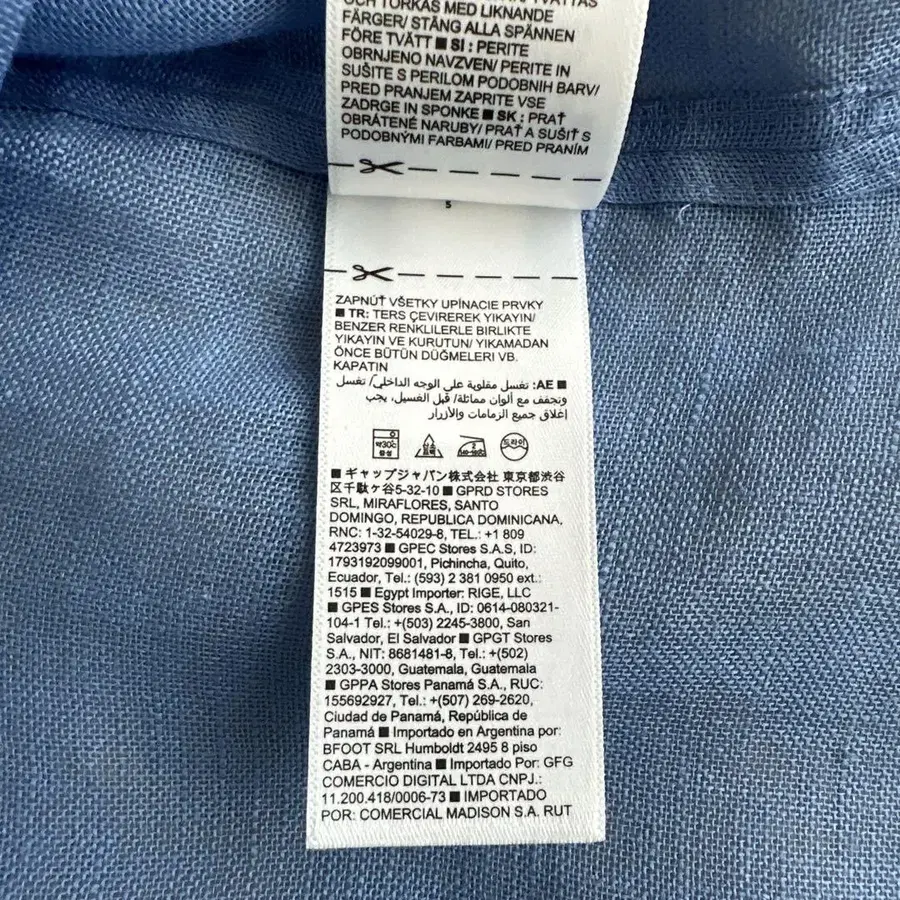 OCH TORKAS MED LIKNANDE
FÄRGER/ STÄNG ALLA SPÄNNEN
FÖRE TVÄTT ■ SI : PERITE
OBRNJENO NAVZVEN/ PERITE IN
SUŠITE S PERILOM PODOBNIH BARV/
PRED PRANJEM ZAPRITE VSE
ZADRGE IN SPONKE ■ SK : PRAŤ
OBRÁTENÉ NARUBY/ PRAŤ A SUŠIŤ S
PODOBNÝMI FARBAMI/ PRED PRANÍM
5
ZAPNÚŤ VŠETKY UPÍNACIE PRVKY
■ TR: TERS ÇEVIREREK YIKAYIN/
BENZER RENKLILERLE BIRLIKTE
YIKAYIN VE KURUTUN/ YIKAMADAN
ÖNCE BÜTÜN DÜĞMELERI VB.
KAPATIN
■ AE: تغسل مقلوبة على الوجه الداخلي/ تغسل
وتجفف مع ألوان مماثلة/ قبل الغسيل، يجب
إغلاق جميع الزمامات والأزرار
약30℃
중성
드라이
■ ギャップジャパン株式会社 東京都渋谷
区千駄ヶ谷5-32-10 ■ GPRD STORES
SRL, MIRAFLORES, SANTO
DOMINGO, REPUBLICA DOMINICANA,
RNC: 1-32-54029-8, TEL.: +1 809
4723973 ■ GPEC Stores S.A.S, ID:
1793192099001, Pichincha, Quito,
Ecuador, Tel.: (593) 2 381 0950 ext.:
1515 ■ Egypt Importer: RIGE, LLC
■ GPES Stores S.A., ID: 0614-080321-
104-1 Tel.: +(503) 2245-3800, San
Salvador, El Salvador ■ GPGT Stores
S.A., NIT: 8681481-8, Tel.: +(502)
2303-3000, Guatemala, Guatemala
■ GPPA Stores Panamá S.A., RUC:
155692927, Tel.: +(507) 269-2620,
Ciudad de Panamá, República de
Panamá ■ Importado en Argentina por:
BFOOT SRL Humboldt 2495 8 piso
CABA - Argentina ■ Importado Por: GFG
COMERCIO DIGITAL LTDA CNPJ.:
11.200.418/0006-73 ■ IMPORTADO
POR: COMERCIAL MADISON S.A. RUT